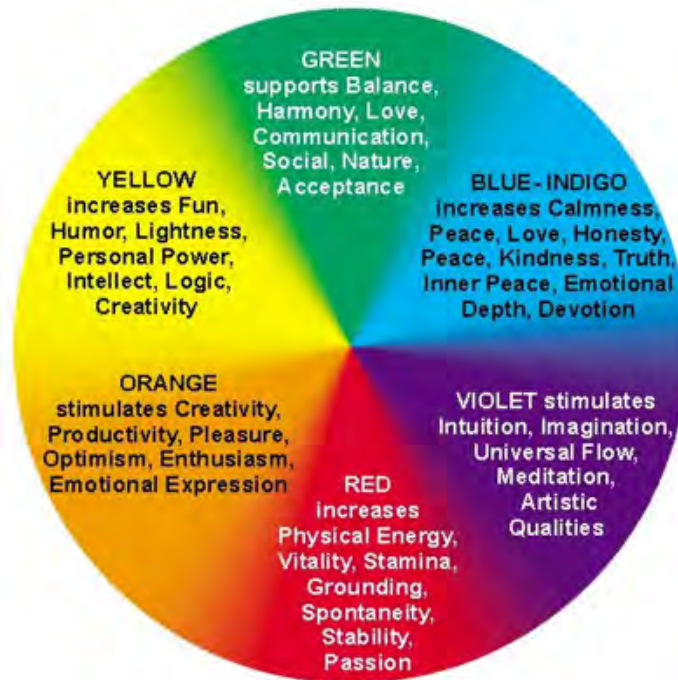 GREEN
supports Balance,
Harmony, Love,
Communication,
Social, Nature,
Acceptance
BLUE-INDIGO
increases Calmness,
Peace, Love, Honesty,
Peace, Kindness, Truth,
Inner Peace, Emotional
Depth, Devotion
VIOLET stimulates
Intuition, Imagination,
Universal Flow,
Meditation,
Artistic
Qualities
RED
increases
Physical Energy,
Vitality, Stamina,
Grounding,
Spontaneity,
Stability,
Passion
ORANGE
stimulates Creativity,
Productivity, Pleasure,
Optimism, Enthusiasm,
Emotional Expression
YELLOW
increases Fun,
Humor, Lightness,
Personal Power,
Intellect, Logic,
Creativity